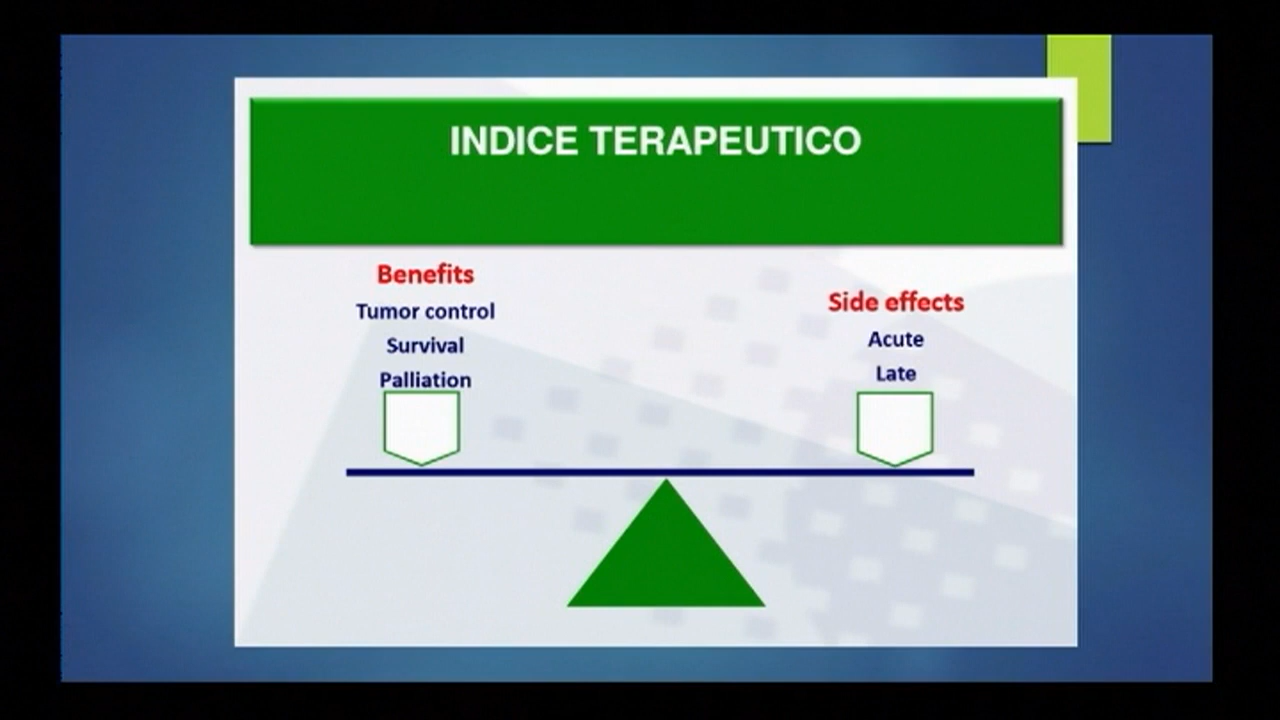 INDICE TERAPEUTICO
Benefits
Tumor control
Survival
Palliation
Side effects
Acute
Late